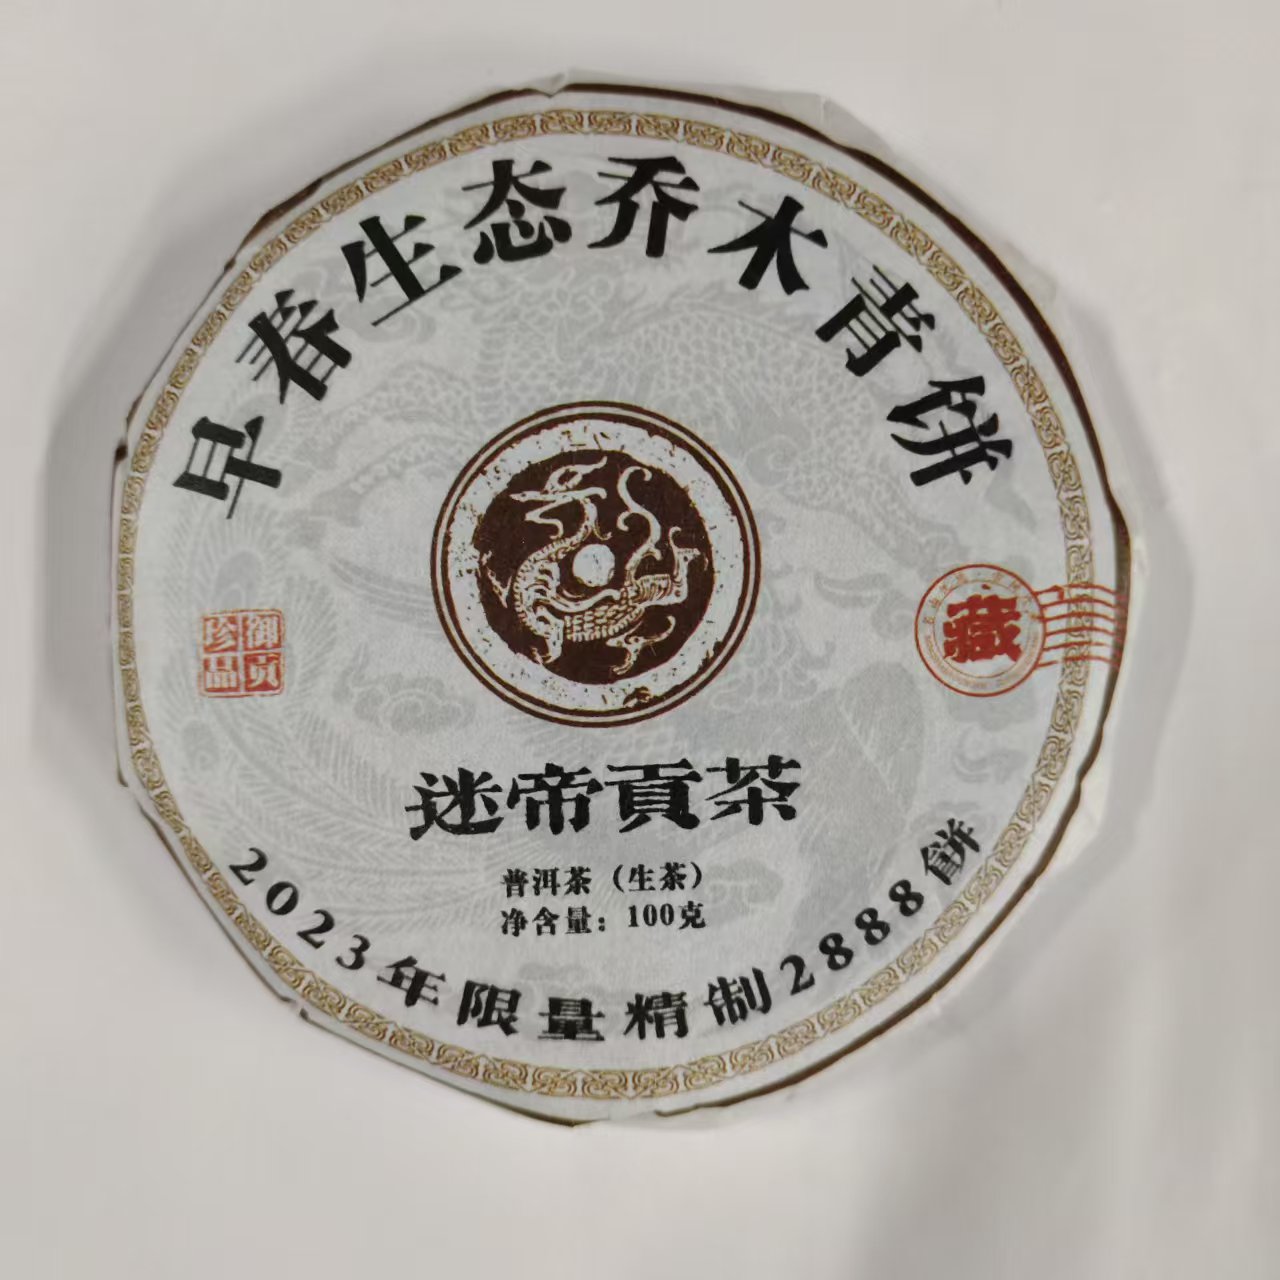 早春生态乔木青饼
御贡
珍品
藏
迷帝貢茶
普洱茶（生茶）
净含量：100克
2023年限量精制2888餅